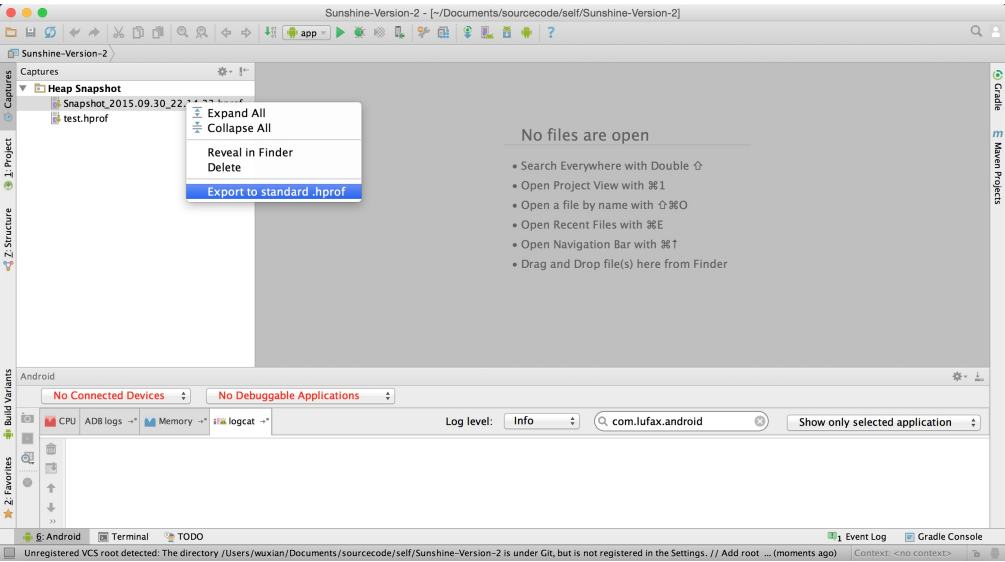 Sunshine-Version-2 - [~/Documents/sourcecode/self/Sunshine-Version-2]
app
?
Sunshine-Version-2
Captures
Captures
Heap Snapshot
test.hprof
Expand All
Collapse All
Reveal in Finder
Delete
Export to standard .hprof
No files are open
• Search Everywhere with Double ⇧
• Open Project View with ⌘1
• Open a file by name with ⇧⌘O
• Open Recent Files with ⌘E
• Open Navigation Bar with ⌘↑
• Drag and Drop file(s) here from Finder
1: Project
Z: Structure
Build Variants
2: Favorites
Gradle
m Maven Projects
Android
No Connected Devices
No Debuggable Applications
CPU
ADB logs
Memory
logcat
Log level:
Info
com.lufax.android
Show only selected application
6: Android
Terminal
TODO
1 Event Log
Gradle Console
Unregistered VCS root detected: The directory /Users/wuxian/Documents/sourcecode/self/Sunshine-Version-2 is under Git, but is not registered in the Settings. // Add root ... (moments ago)
Context: <no context>